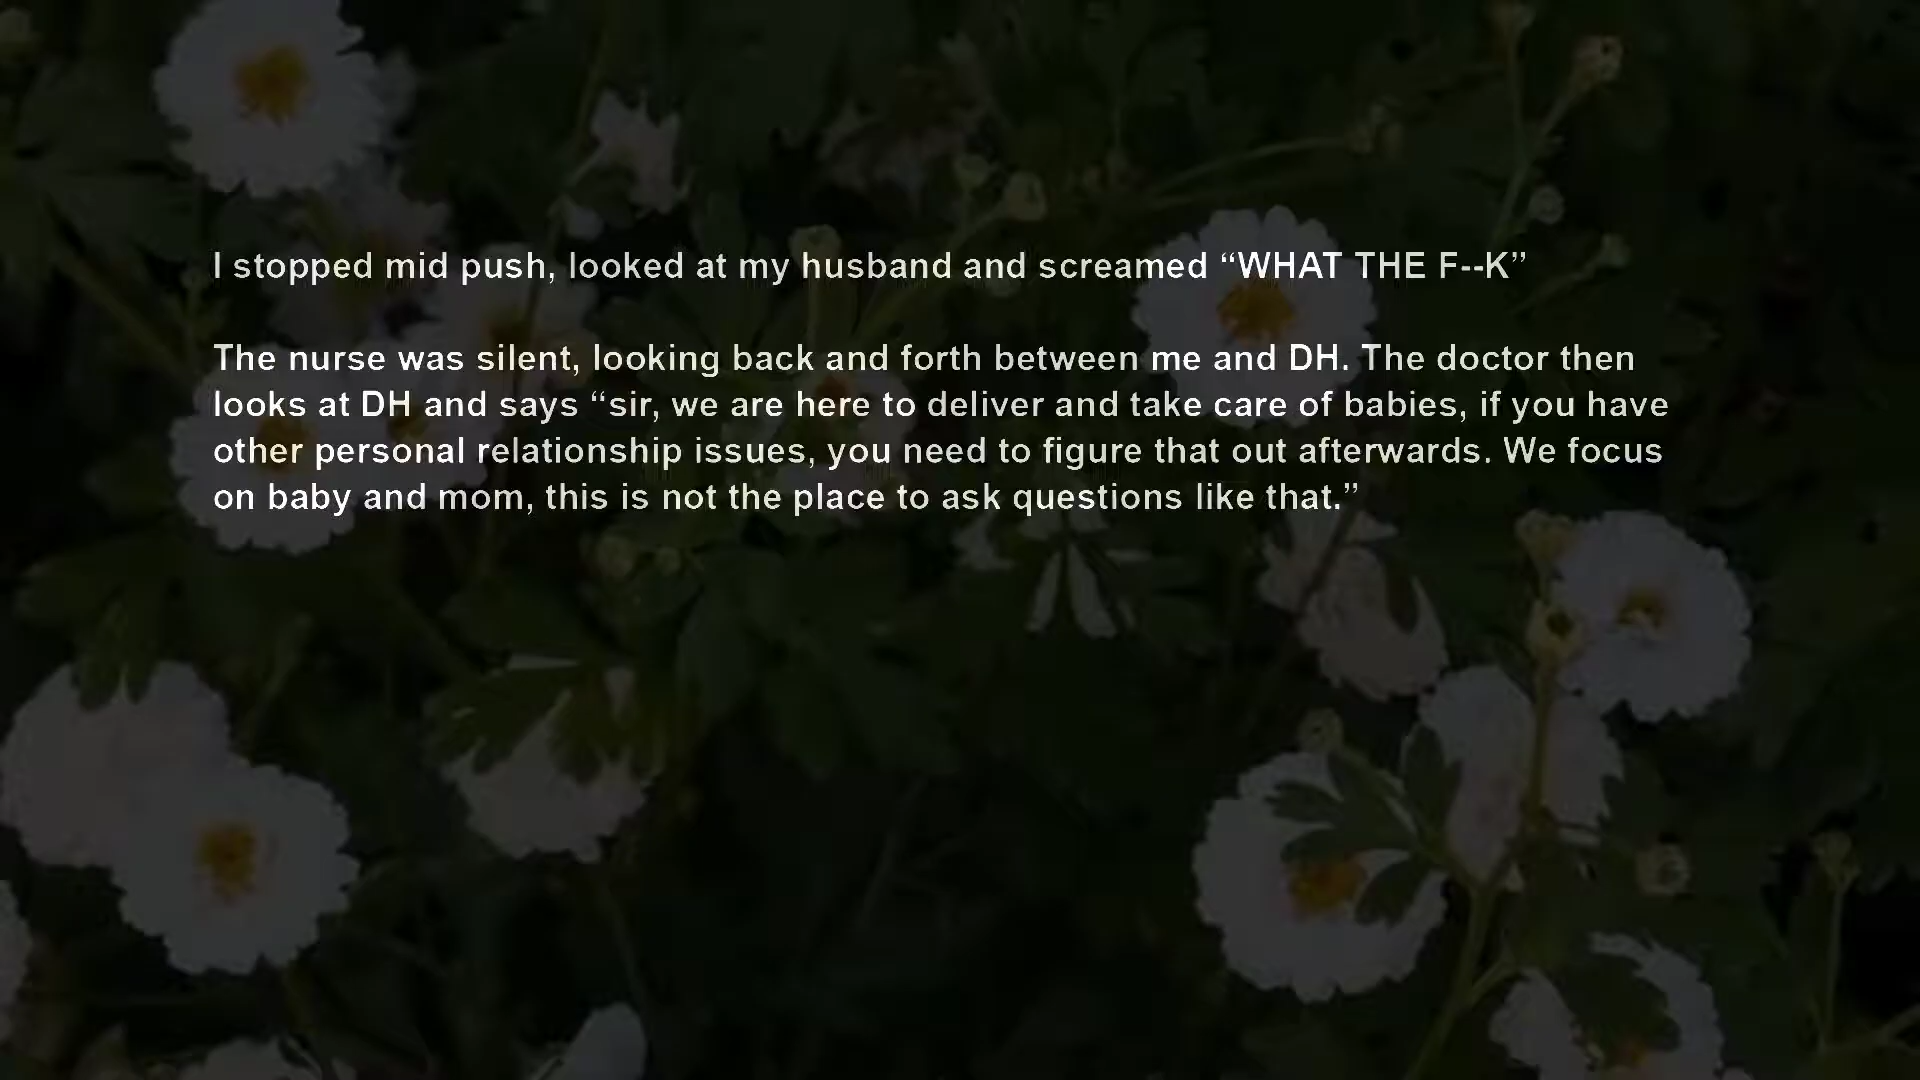 I stopped mid push, looked at my husband and screamed “WHAT THE F--K”
The nurse was silent, looking back and forth between me and DH. The doctor then
looks at DH and says “sir, we are here to deliver and take care of babies, if you have
other personal relationship issues, you need to figure that out afterwards. We focus
on baby and mom, this is not the place to ask questions like that.”